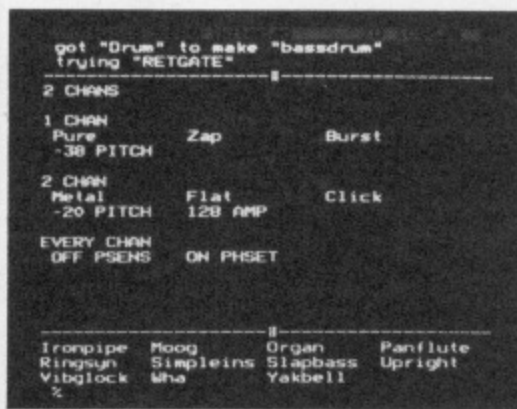 got "Drum" to make "bassdrum"
trying "RETGATE"
2 CHANS
1 CHAN
Pure Zap Burst
-38 PITCH
2 CHAN
Metal Flat Click
-20 PITCH 128 AMP
EVERY CHAN
OFF PSENS ON PHSET
Ironpipe Moog Organ Panflute
Ringsyn Simpleins Slapbass Upright
Vibglock Wha Yakbell
%